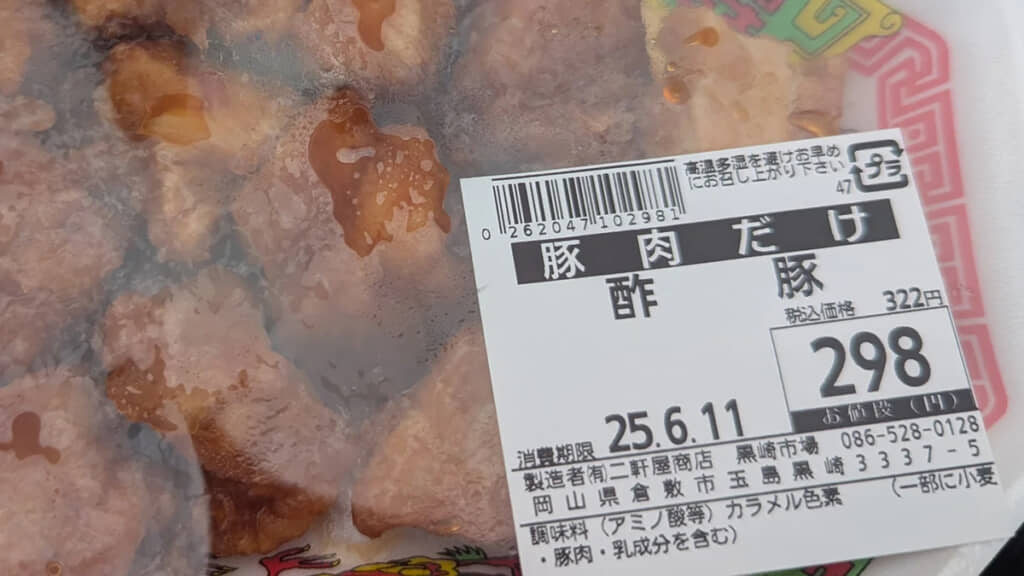 高温多湿を避けお早め
にお召し上がり下さい
プラ
47
0 262047 102981
豚肉だけ
酢豚
税込価格 322円
298
お値段(円)
消費期限 25.6.11
製造者(有)二軒屋商店 黒崎市場 086-528-0128
岡山県倉敷市玉島黒崎3337-5
調味料(アミノ酸等)カラメル色素 (一部に小麦
・豚肉・乳成分を含む)